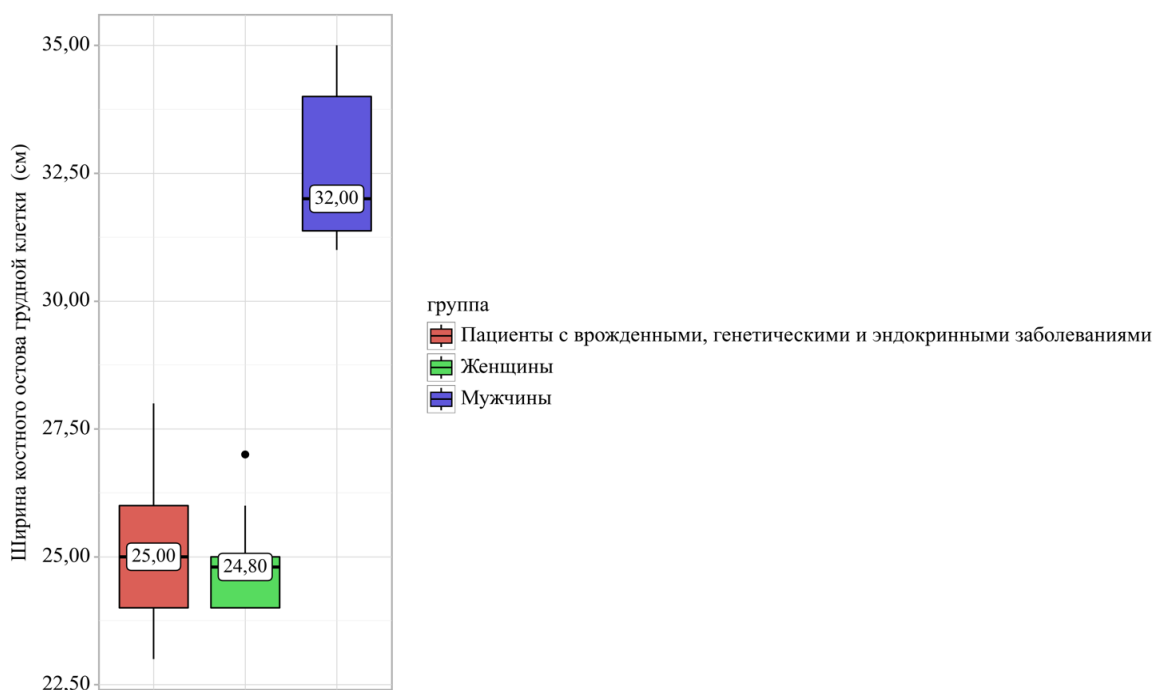 Ширина костного остова грудной клетки (см)
35,00
32,50
30,00
27,50
25,00
22,50
32,00
25,00
24,80
группа
Пациенты с врожденными, генетическими и эндокринными заболеваниями
Женщины
Мужчины